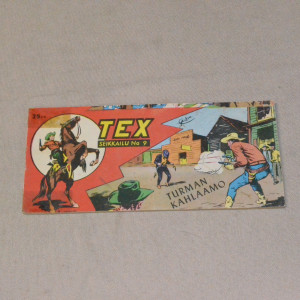 TEX
SEIKKAILU No 9
TURMAN
KAHLAAMO